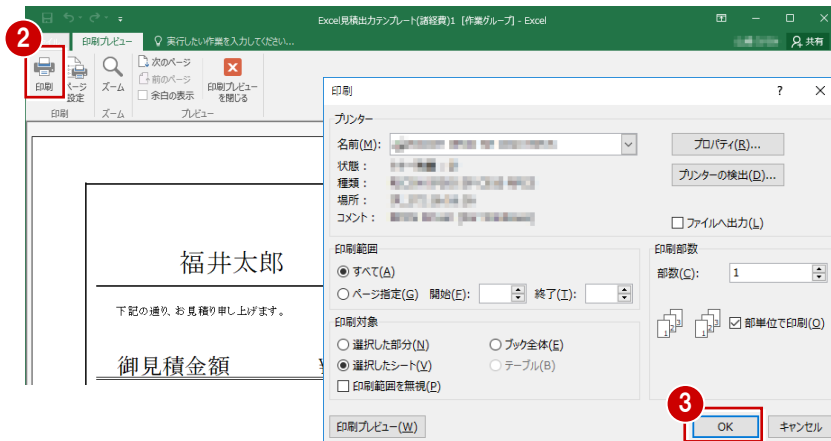 Excel見積出力テンプレート(諸経費)1 [作業グループ] - Excel
2
印刷プレビュー
実行したい作業を入力してください...
共有
印刷
ページ
設定
ズーム
次のページ
前のページ
余白の表示
印刷プレビュー
を閉じる
印刷
ズーム
プレビュー
福井太郎
下記の通り、お見積り申し上げます。
御見積金額
印刷
?
プリンター
名前(M):
プロパティ(R)...
状態：
種類：
プリンターの検出(D)...
場所：
コメント：
ファイルへ出力(L)
印刷範囲
すべて(A)
ページ指定(G) 開始(F): 終了(T):
印刷部数
部数(C): 1
1 2 3 1 2 3
部単位で印刷(O)
印刷対象
選択した部分(N) ブック全体(E)
選択したシート(V) テーブル(B)
印刷範囲を無視(P)
3
印刷プレビュー(W) OK キャンセル